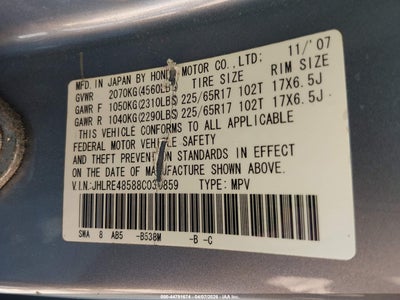 MFD. IN JAPAN BY HONDA MOTOR CO., LTD; 11/'07
GVWR 2070KG(4560LBS) TIRE SIZE RIM SIZE
GAWR F 1050KG(2310LBS) 225/65R17 102T 17X6.5J
GAWR R 1040KG(2290LBS) 225/65R17 102T 17X6.5J
THIS VEHICLE CONFORMS TO ALL APPLICABLE
FEDERAL MOTOR VEHICLE SAFETY
AND THEFT PREVENTION STANDARDS IN EFFECT
ON THE DATE OF MANUFACTURE SHOWN ABOVE.
V.I.N: TYPE: MPV
SWA 8 AB5 -B53BM -B -C